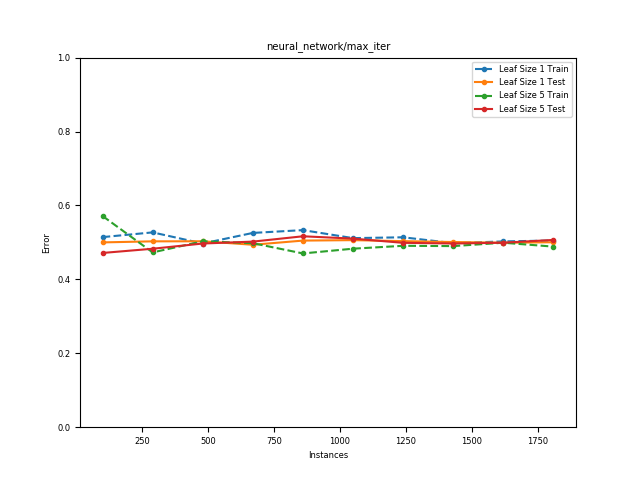 neural_network/max_iter
Leaf Size 1 Train
Leaf Size 1 Test
Leaf Size 5 Train
Leaf Size 5 Test
1.0
0.8
0.6
0.4
0.2
0.0
Error
250 500 750 1000 1250 1500 1750
Instances